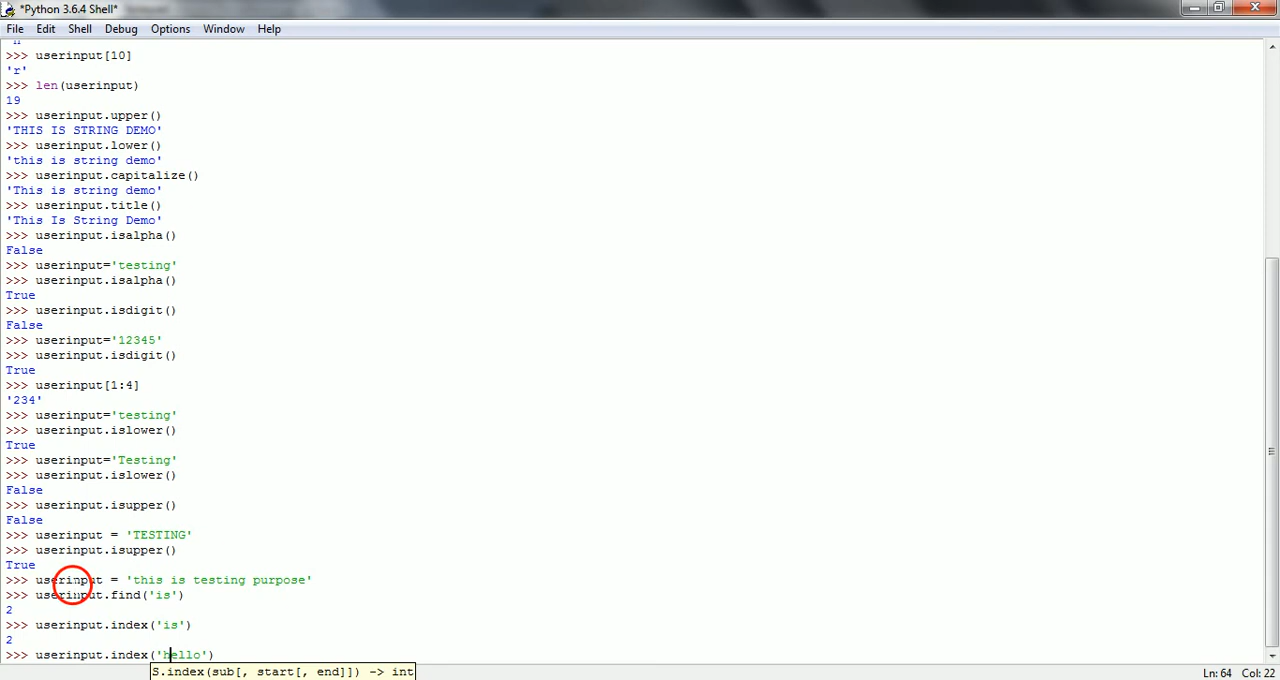 *Python 3.6.4 Shell*
File Edit Shell Debug Options Window Help
>>> userinput[10]
'r'
>>> len(userinput)
19
>>> userinput.upper()
'THIS IS STRING DEMO'
>>> userinput.lower()
'this is string demo'
>>> userinput.capitalize()
'This is string demo'
>>> userinput.title()
'This Is String Demo'
>>> userinput.isalpha()
False
>>> userinput='testing'
>>> userinput.isalpha()
True
>>> userinput.isdigit()
False
>>> userinput='12345'
>>> userinput.isdigit()
True
>>> userinput[1:4]
'234'
>>> userinput='testing'
>>> userinput.islower()
True
>>> userinput='Testing'
>>> userinput.islower()
False
>>> userinput.isupper()
False
>>> userinput = 'TESTING'
>>> userinput.isupper()
True
>>> userinput = 'this is testing purpose'
>>> userinput.find('is')
2
>>> userinput.index('is')
2
>>> userinput.index('hello')
S.index(sub[, start[, end]]) -> int
Ln: 64 Col: 22